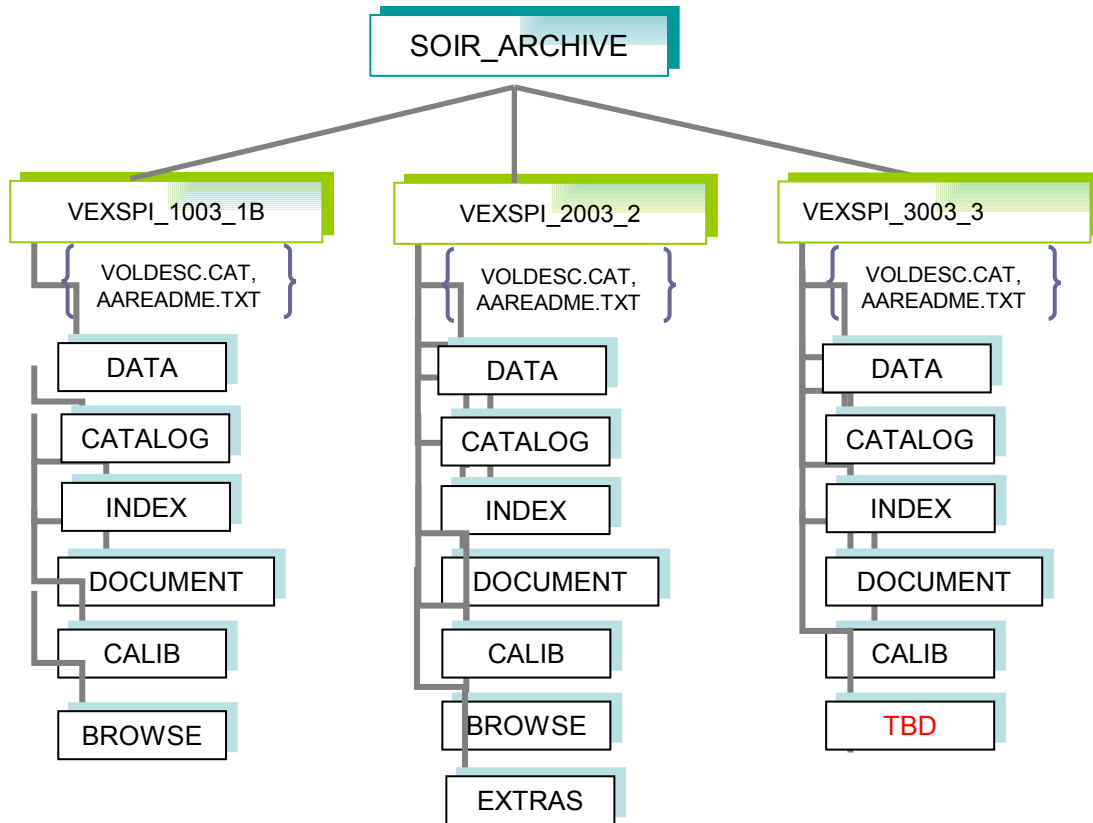 SOIR_ARCHIVE
VEXSPI_1003_1B
VOLDESC.CAT,
AAREADME.TXT
DATA
CATALOG
INDEX
DOCUMENT
CALIB
BROWSE
VEXSPI_2003_2
VOLDESC.CAT,
AAREADME.TXT
DATA
CATALOG
INDEX
DOCUMENT
CALIB
BROWSE
EXTRAS
VEXSPI_3003_3
VOLDESC.CAT,
AAREADME.TXT
DATA
CATALOG
INDEX
DOCUMENT
CALIB
TBD